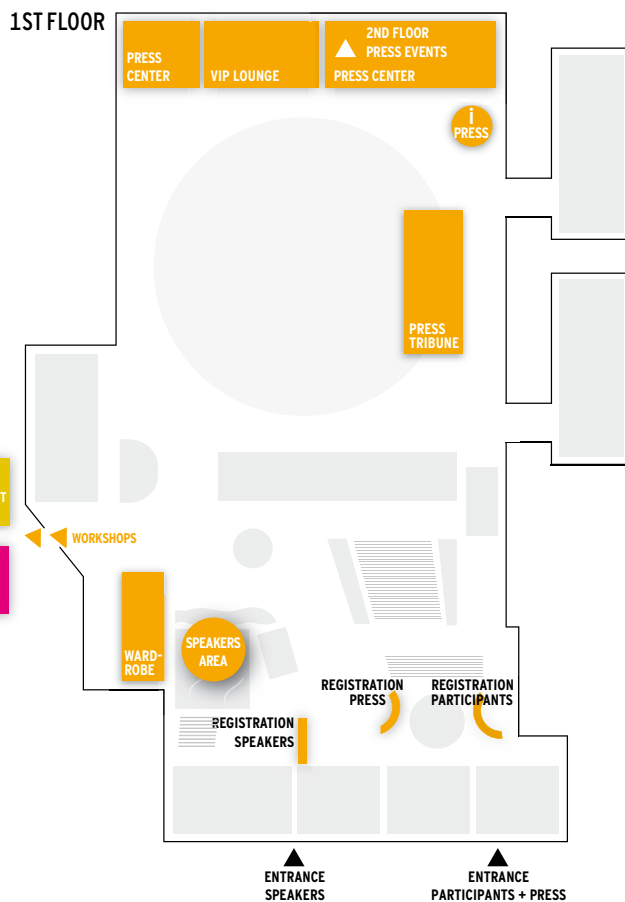 1ST FLOOR
PRESS
CENTER
VIP LOUNGE
2ND FLOOR
PRESS EVENTS
PRESS CENTER
i
PRESS
PRESS
TRIBUNE
T
WORKSHOPS
WARD-
ROBE
SPEAKERS
AREA
REGISTRATION
PRESS
REGISTRATION
PARTICIPANTS
REGISTRATION
SPEAKERS
ENTRANCE
SPEAKERS
ENTRANCE
PARTICIPANTS + PRESS